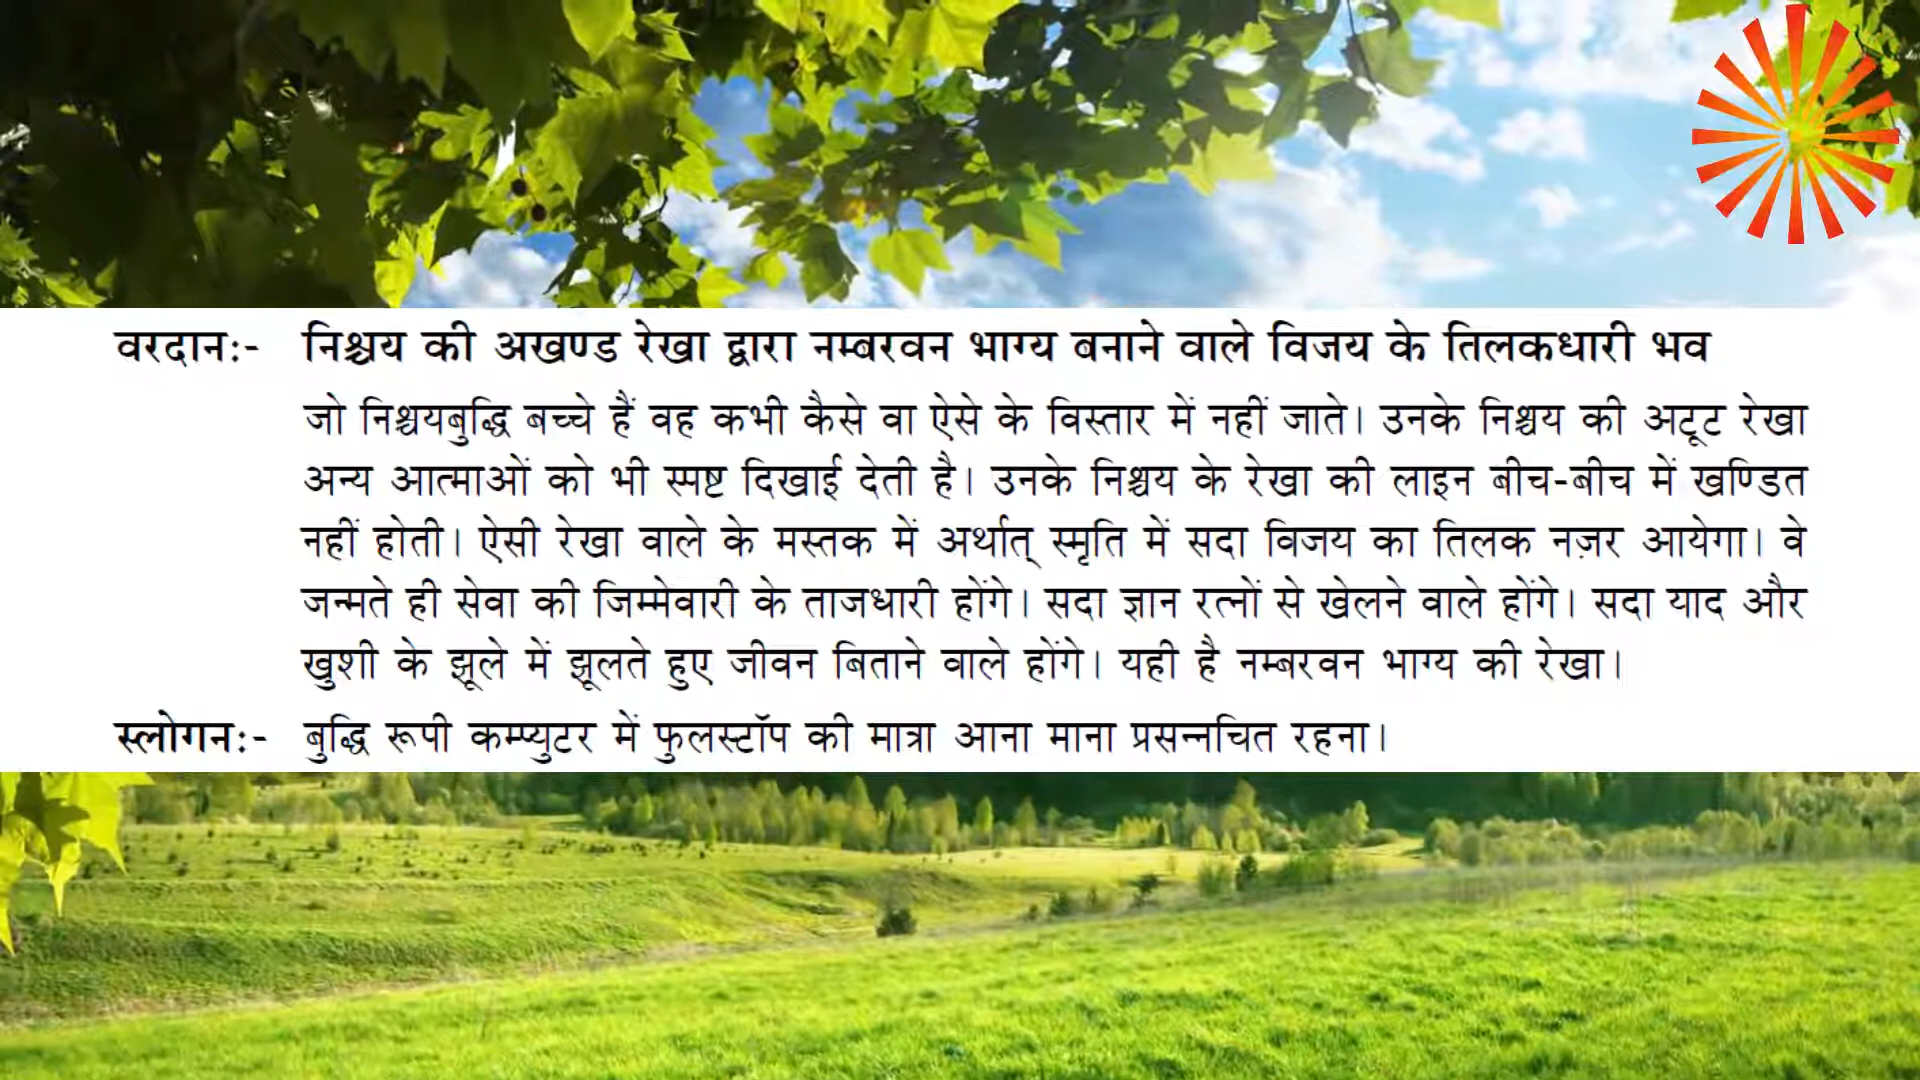 वरदान:- निश्चय की अखण्ड रेखा द्वारा नम्बरवन भाग्य बनाने वाले विजय के तिलकधारी भव
जो निश्चयबुद्धि बच्चे हैं वह कभी कैसे वा ऐसे के विस्तार में नहीं जाते। उनके निश्चय की अटूट रेखा
अन्य आत्माओं को भी स्पष्ट दिखाई देती है। उनके निश्चय के रेखा की लाइन बीच-बीच में खण्डित
नहीं होती। ऐसी रेखा वाले के मस्तक में अर्थात् स्मृति में सदा विजय का तिलक नज़र आयेगा। वे
जन्मते ही सेवा की जिम्मेवारी के ताजधारी होंगे। सदा ज्ञान रत्नों से खेलने वाले होंगे। सदा याद और
खुशी के झूले में झूलते हुए जीवन बिताने वाले होंगे। यही है नम्बरवन भाग्य की रेखा।
स्लोगन:- बुद्धि रूपी कम्प्युटर में फुलस्टॉप की मात्रा आना माना प्रसन्नचित रहना।